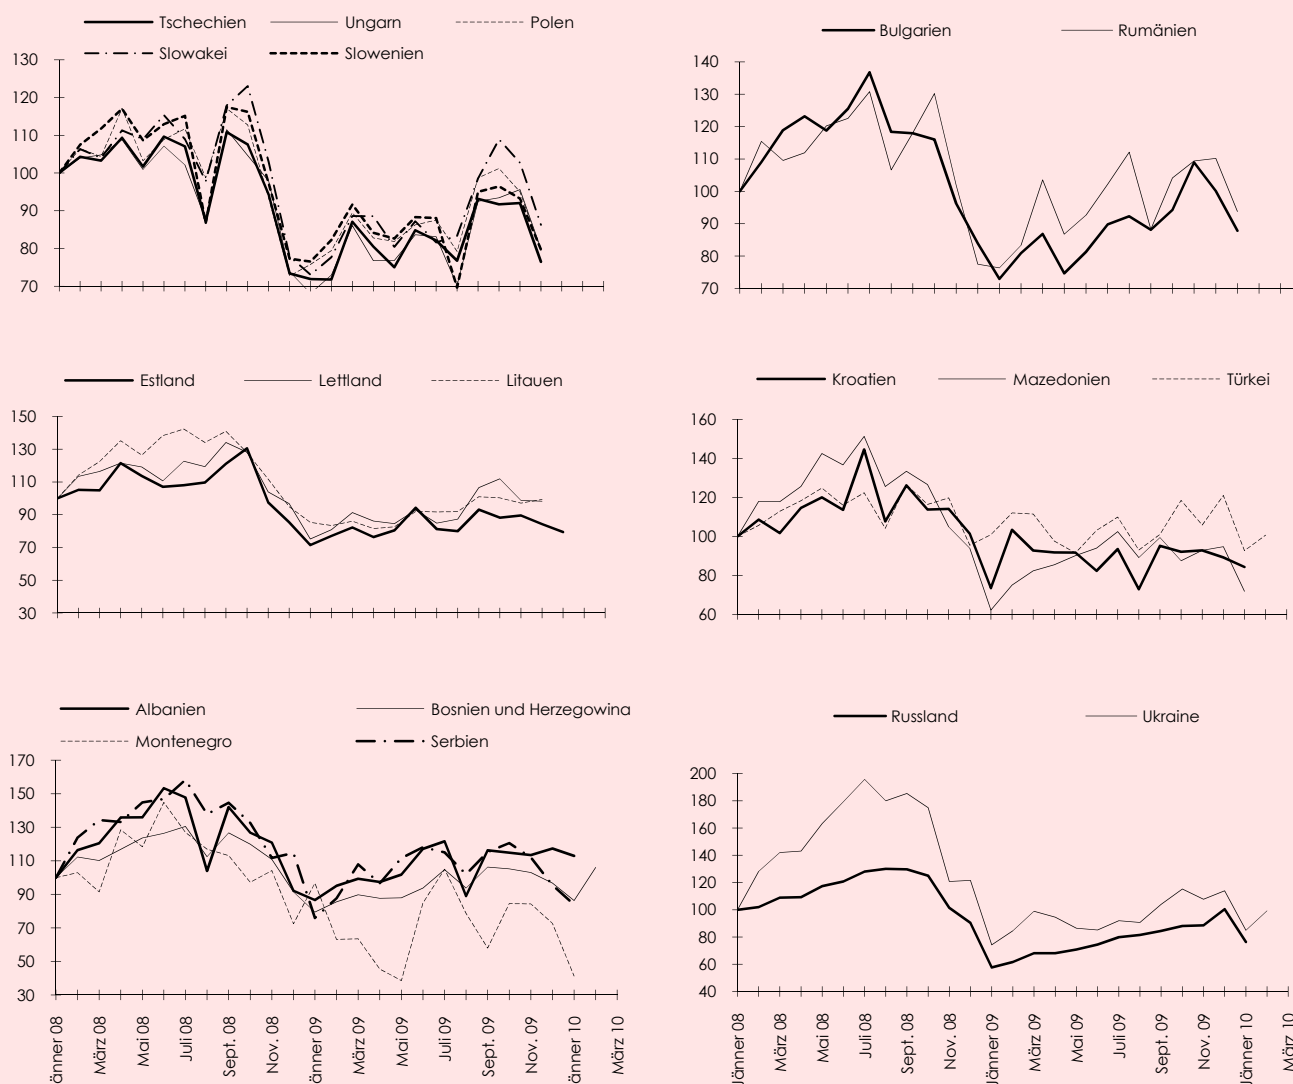 Tschechien Ungarn Polen
Slowakei Slowenien
130
120
110
100
90
80
70
Bulgarien Rumänien
140
130
120
110
100
90
80
70
Estland Lettland Litauen
150
130
110
90
70
50
30
Kroatien Mazedonien Türkei
160
140
120
100
80
60
Albanien Bosnien und Herzegowina
Montenegro Serbien
170
150
130
110
90
70
50
30
änner 08
März 08
Mai 08
Juli 08
Sept. 08
Nov. 08
änner 09
März 09
Mai 09
Juli 09
Sept. 09
Nov. 09
änner 10
März 10
Russland Ukraine
200
180
160
140
120
100
80
60
40
Jänner 08
März 08
Mai 08
Juli 08
Sept. 08
Nov. 08
Jänner 09
März 09
Mai 09
Juli 09
Sept. 09
Nov. 09
Jänner 10
März 10